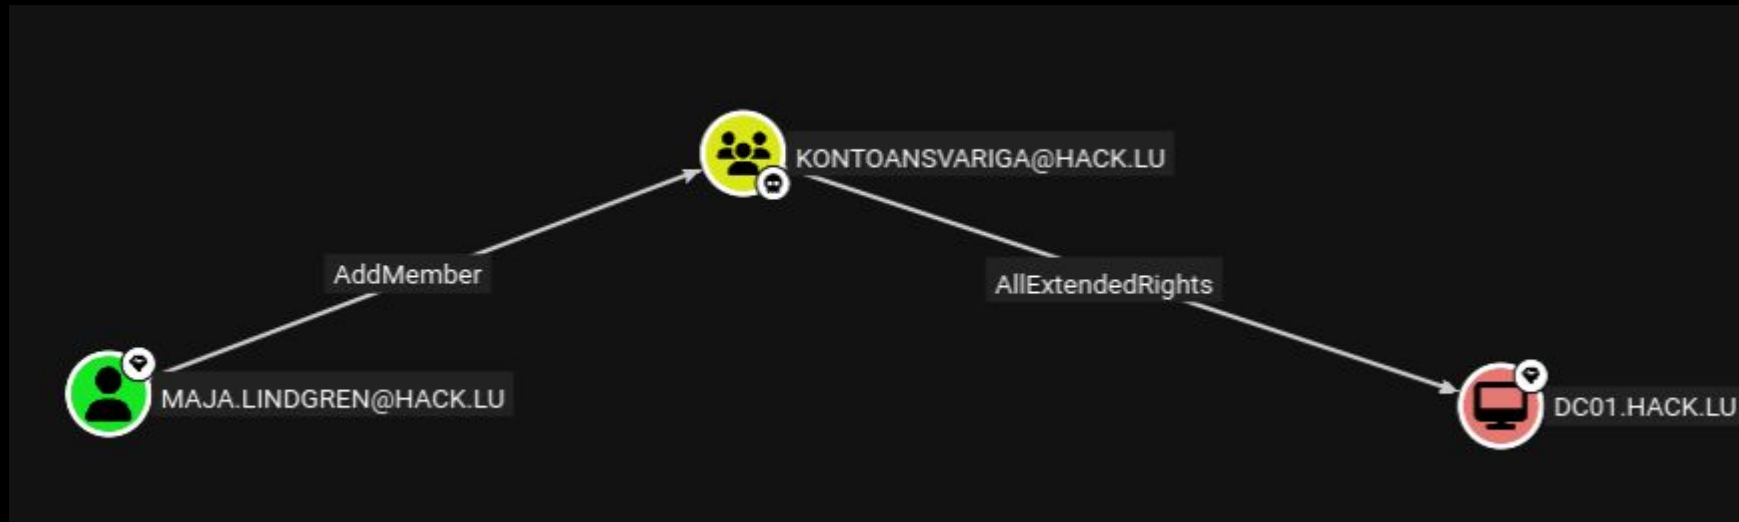 KONTOANSVARIGA@HACK.LU
AddMember
AllExtendedRights
MAJA.LINDGREN@HACK.LU
DC01.HACK.LU